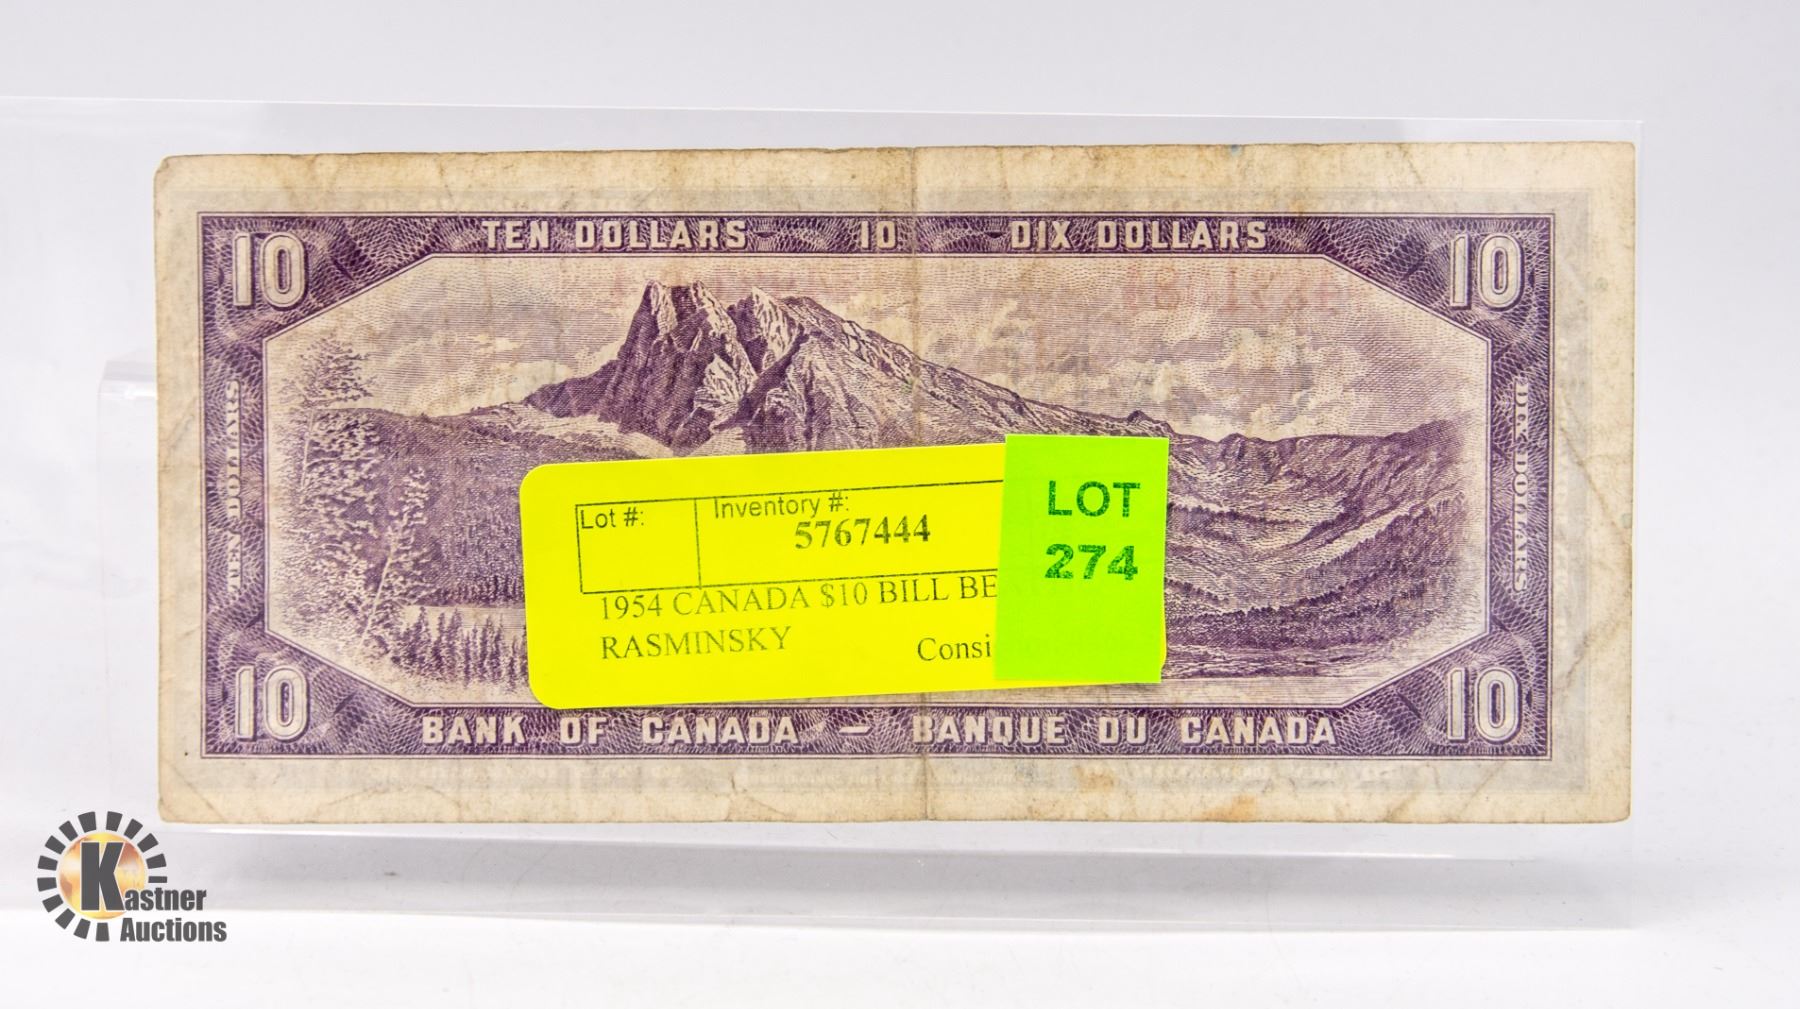 TEN DOLLARS 10 DIX DOLLARS
10 10
TEN DOLLARS
DIX DOLLARS
Lot #: Inventory #:
5767444
1954 CANADA $10 BILL BE
RASMINSKY
Consi
LOT
274
10 10
BANK OF CANADA — BANQUE DU CANADA
Kastner
Auctions